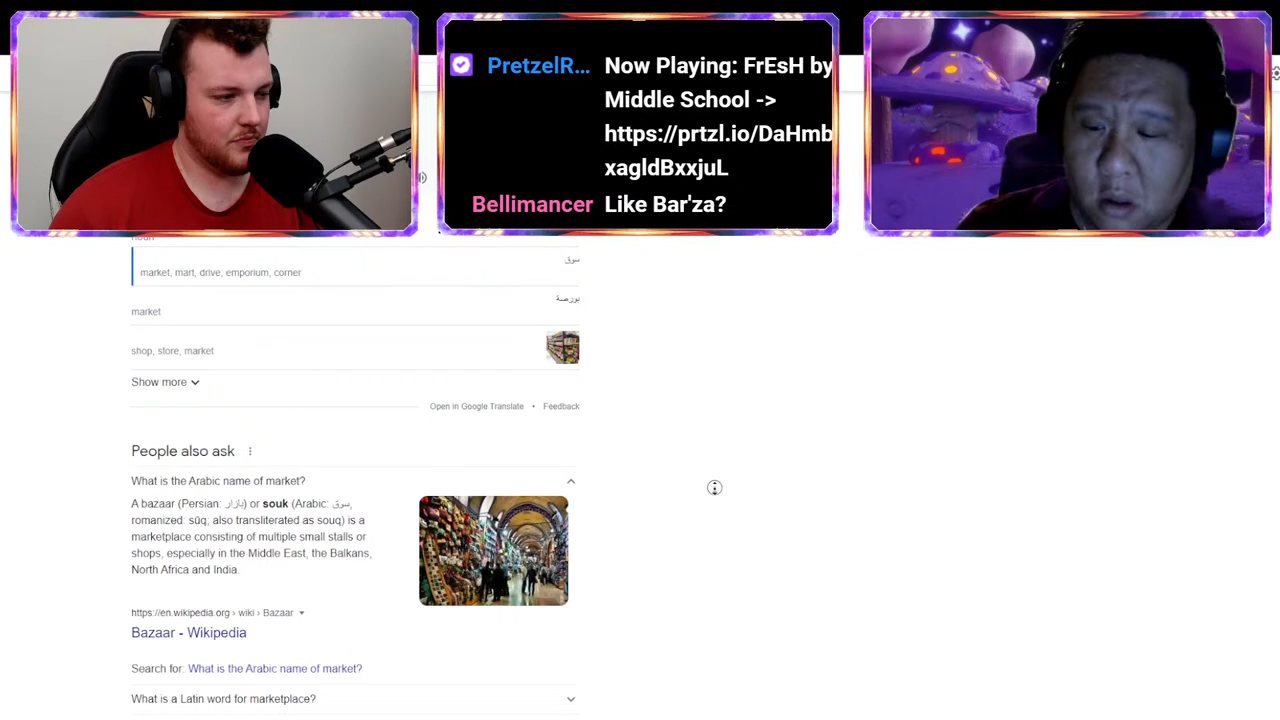 PretzelR… Now Playing: FrEsH by
Middle School ->
https://prtzl.io/DaHmb
xagldBxxjuL
Bellimancer Like Bar'za?
noun
سوق
market, mart, drive, emporium, corner
بورصة
market
shop, store, market
Show more
Open in Google Translate • Feedback
People also ask
What is the Arabic name of market?
A bazaar (Persian: بازار) or souk (Arabic: سوق,
romanized: sūq; also transliterated as souq) is a
marketplace consisting of multiple small stalls or
shops, especially in the Middle East, the Balkans,
North Africa and India.
https://en.wikipedia.org › wiki › Bazaar
Bazaar - Wikipedia
Search for: What is the Arabic name of market?
What is a Latin word for marketplace?